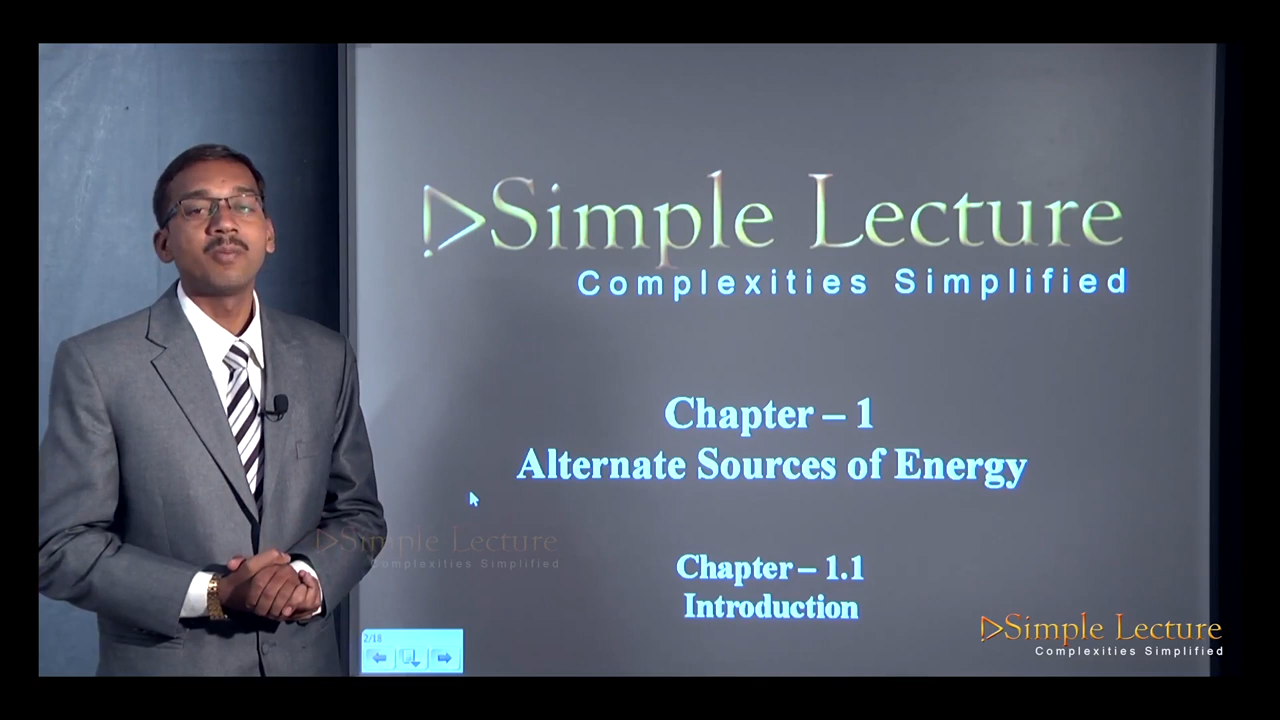 Simple Lecture
Complexities Simplified
Chapter – 1
Alternate Sources of Energy
Chapter – 1.1
Introduction
Simple Lecture
Complexities Simplified
2/18
Simple Lecture
Complexities Simplified